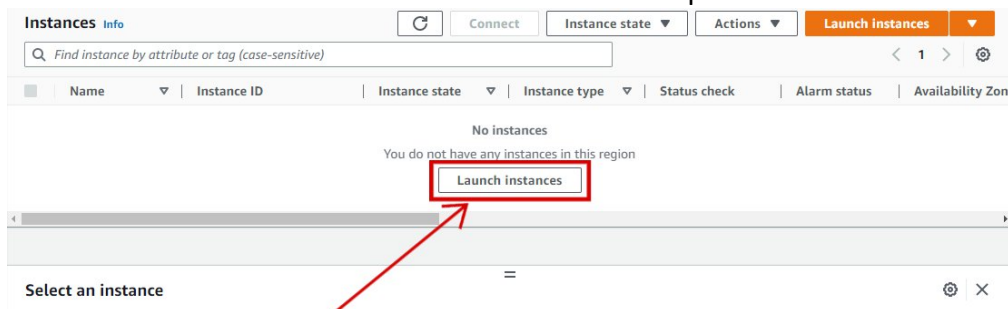 Instances Info Connect Instance state Actions Launch instances
Find instance by attribute or tag (case-sensitive) 1
Name Instance ID Instance state Instance type Status check Alarm status Availability Zon
No instances
You do not have any instances in this region
Launch instances
Select an instance